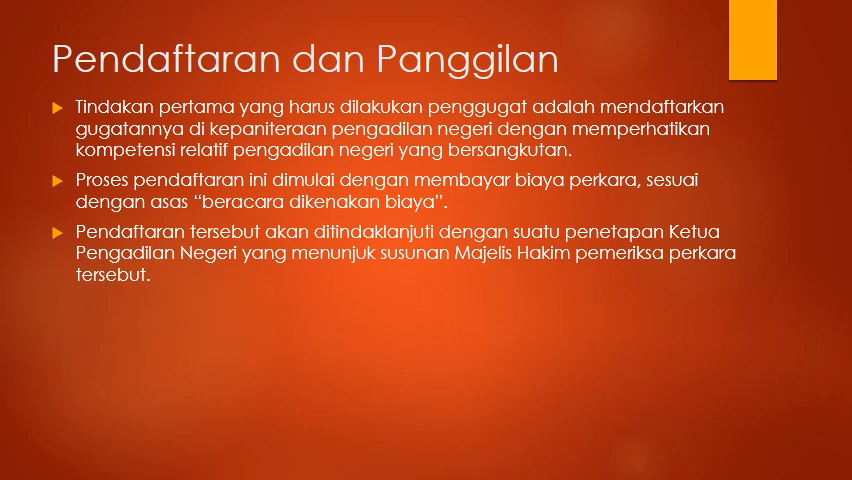 Pendaftaran dan Panggilan
Tindakan pertama yang harus dilakukan penggugat adalah mendaftarkan
gugatannya di kepaniteraan pengadilan negeri dengan memperhatikan
kompetensi relatif pengadilan negeri yang bersangkutan.
Proses pendaftaran ini dimulai dengan membayar biaya perkara, sesuai
dengan asas “beracara dikenakan biaya”.
Pendaftaran tersebut akan ditindaklanjuti dengan suatu penetapan Ketua
Pengadilan Negeri yang menunjuk susunan Majelis Hakim pemeriksa perkara
tersebut.